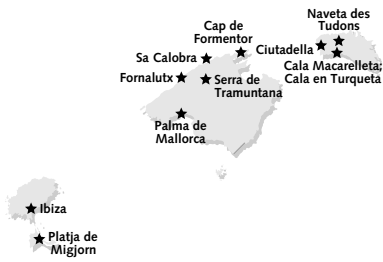 Naveta des
Tudons
Cap de
Formentor
Ciutadella
Sa Calobra
Cala Macarelleta;
Cala en Turqueta
Fornalutx
Serra de
Tramuntana
Palma de
Mallorca
Ibiza
Platja de
Migjorn